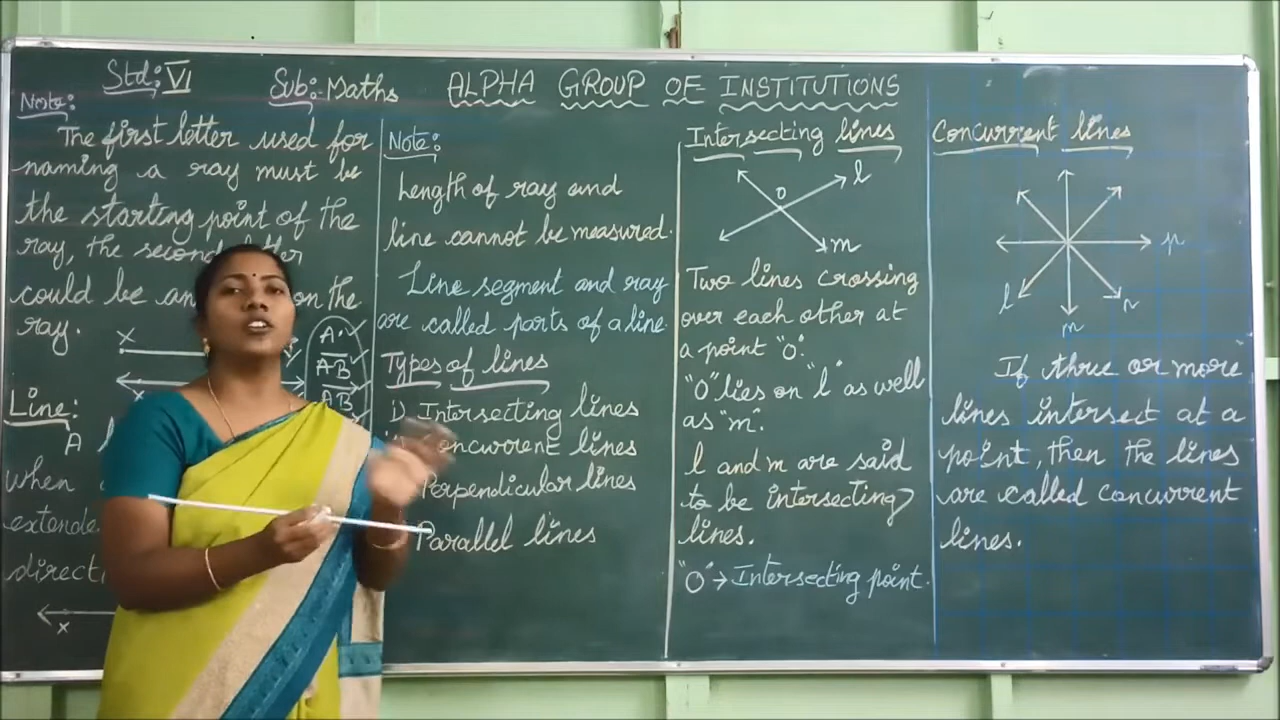 Std: VI Sub:- Maths ALPHA GROUP OF INSTITUTIONS
Note:
The first letter used for
naming a ray must be
the starting point of the
ray, the second letter
could be an on the
ray.
X
X
A
AB
AB
Line:
A
when
extende
directi
X
Note:
Length of ray and
line cannot be measured.
Line segment and ray
are called parts of a line.
Types of lines
i) Intersecting lines
Concurrent lines
Perpendicular lines
Parallel lines
Intersecting lines
O
l
m
Two lines crossing
over each other at
a point "O".
"O" lies on "l" as well
as "m".
l and m are said
to be intersecting
lines.
"O" → Intersecting point.
Concurrent lines
p
l
n
m
If three or more
lines intersect at a
point, then the lines
are called concurrent
lines.